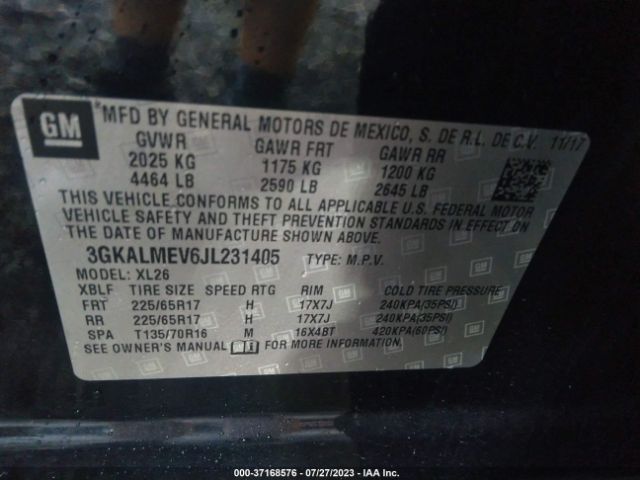 GM
*MFD BY GENERAL MOTORS DE MEXICO, S. DE R.L. DE C.V. 11/17
GVWR GAWR FRT GAWR RR
2025 KG 1175 KG 1200 KG
4464 LB 2590 LB 2645 LB
THIS VEHICLE CONFORMS TO ALL APPLICABLE U.S. FEDERAL MOTOR
VEHICLE SAFETY AND THEFT PREVENTION STANDARDS IN EFFECT ON
THE DATE OF MANUFACTURE SHOWN ABOVE.
3GKALMEV6JL231405 TYPE: M.P.V.
MODEL: XL26
XBLF TIRE SIZE SPEED RTG RIM COLD TIRE PRESSURE
FRT 225/65R17 H 17X7J 240KPA(35PSI)
RR 225/65R17 H 17X7J 240KPA(35PSI)
SPA T135/70R16 M 16X4BT 420KPA(60PSI)
SEE OWNER'S MANUAL FOR MORE INFORMATION.
000-37168576 / 07/27/2023 - IAA Inc.